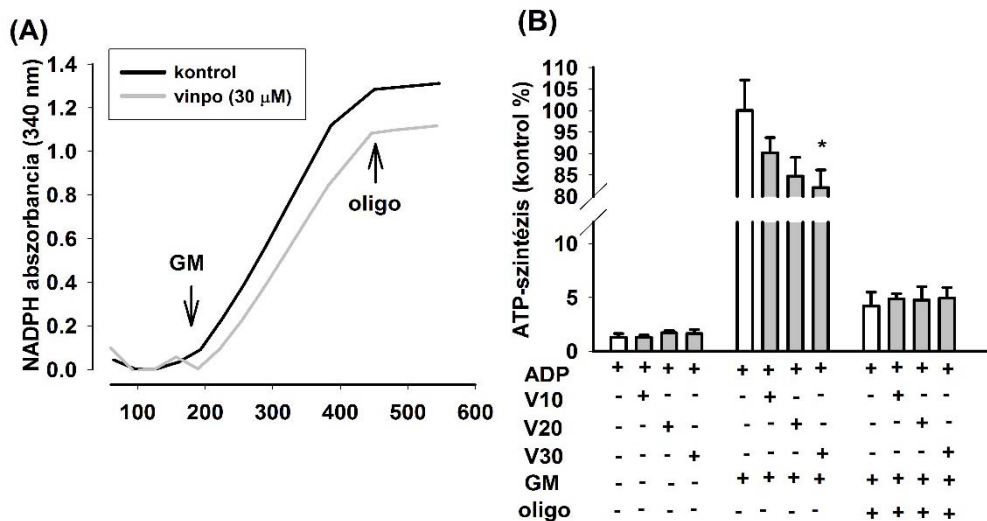 (A)
kontrol
vinpo (30 μM)
NADPH abszorbancia (340 nm)
1.4
1.2
1.0
0.8
0.6
0.4
0.2
0.0
GM
oligo
100 200 300 400 500 600
(B)
ATP-szintézis (kontrol %)
110
105
100
95
90
85
80
10
5
0
*
ADP + + + + + + + + + + + +
V10 - + - - - + - - - + - -
V20 - - + - - - + - - - + -
V30 - - - + - - - + - - - +
GM - - - - + + + + + + + +
oligo - - - - - - - - + + + +